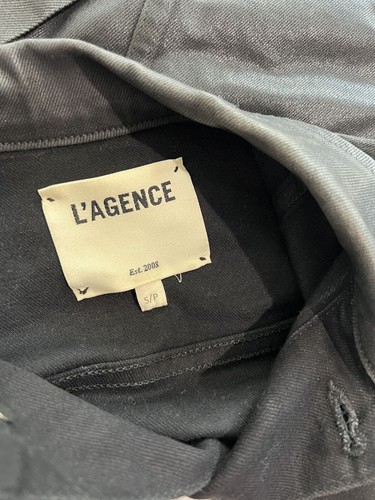 L'AGENCE
Est. 2008
S/P